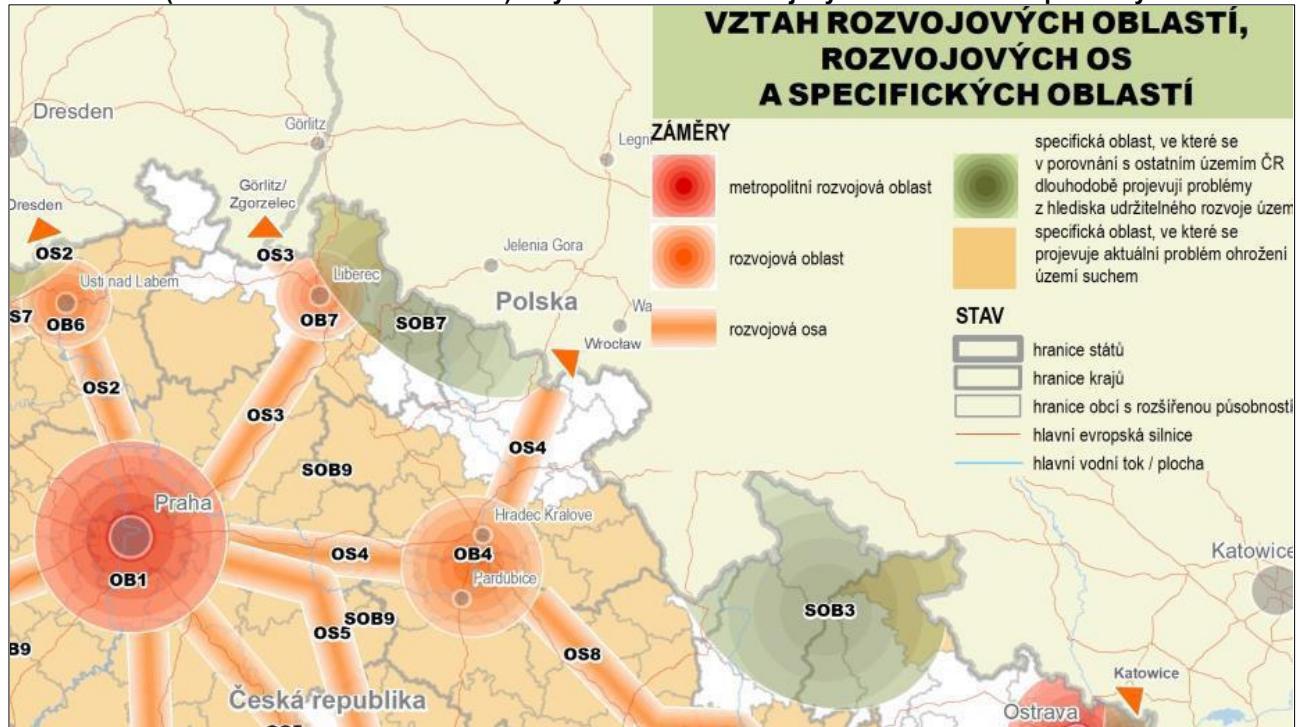 VZTAH ROZVOJOVÝCH OBLASTÍ,
ROZVOJOVÝCH OS
A SPECIFICKÝCH OBLASTÍ
ZÁMĚRY
metropolitní rozvojová oblast
rozvojová oblast
rozvojová osa
specifická oblast, ve které se
v porovnání s ostatním územím ČR
dlouhodobě projevují problémy
z hlediska udržitelného rozvoje územ
specifická oblast, ve které se
projevuje aktuální problém ohrožení
území suchem
STAV
hranice států
hranice krajů
hranice obcí s rozšířenou působností
hlavní evropská silnice
hlavní vodní tok / plocha
Dresden
Görlitz
Legni
Görlitz/
Zgorzelec
Dresden
OS2
OS3
Jelenia Gora
Usti nad Labem
Liberec
Polska
Wa
S7
OB6
OB7
SOB7
Wrocław
OS2
OS3
OS4
SOB9
Praha
Hradec Kralove
OS4
OB4
Katowice
OB1
Pardubice
SOB9
SOB3
OS5
B9
OS8
Česká republika
Katowice
Ostrava